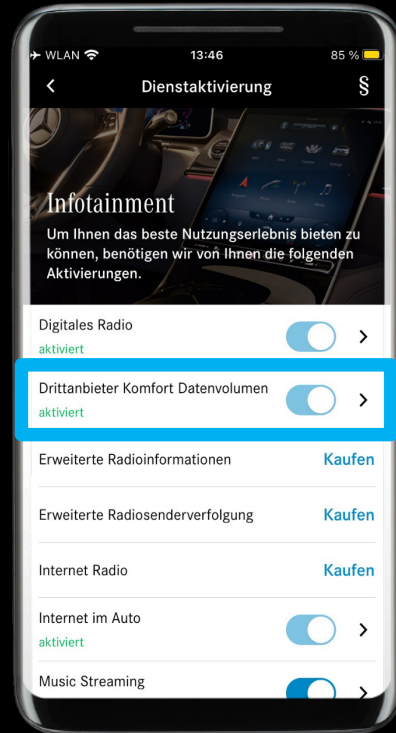 WLAN 13:46 85 %
Dienstaktivierung §
Infotainment
Um Ihnen das beste Nutzungserlebnis bieten zu
können, benötigen wir von Ihnen die folgenden
Aktivierungen.
Digitales Radio
aktiviert
Drittanbieter Komfort Datenvolumen
aktiviert
Erweiterte Radioinformationen Kaufen
Erweiterte Radiosenderverfolgung Kaufen
Internet Radio Kaufen
Internet im Auto
aktiviert
Music Streaming